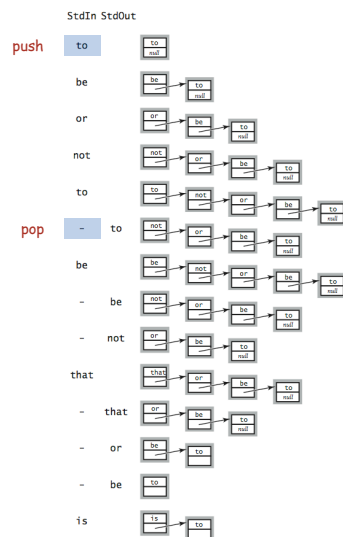 StdIn StdOut
push to to null
be be to null
or or be to null
not not or be to null
to to not or be to null
pop - to not or be to null
be be not or be to null
- be not or be to null
- not or be to null
that that or be to null
- that or be to null
- or be to
- be to
is is to